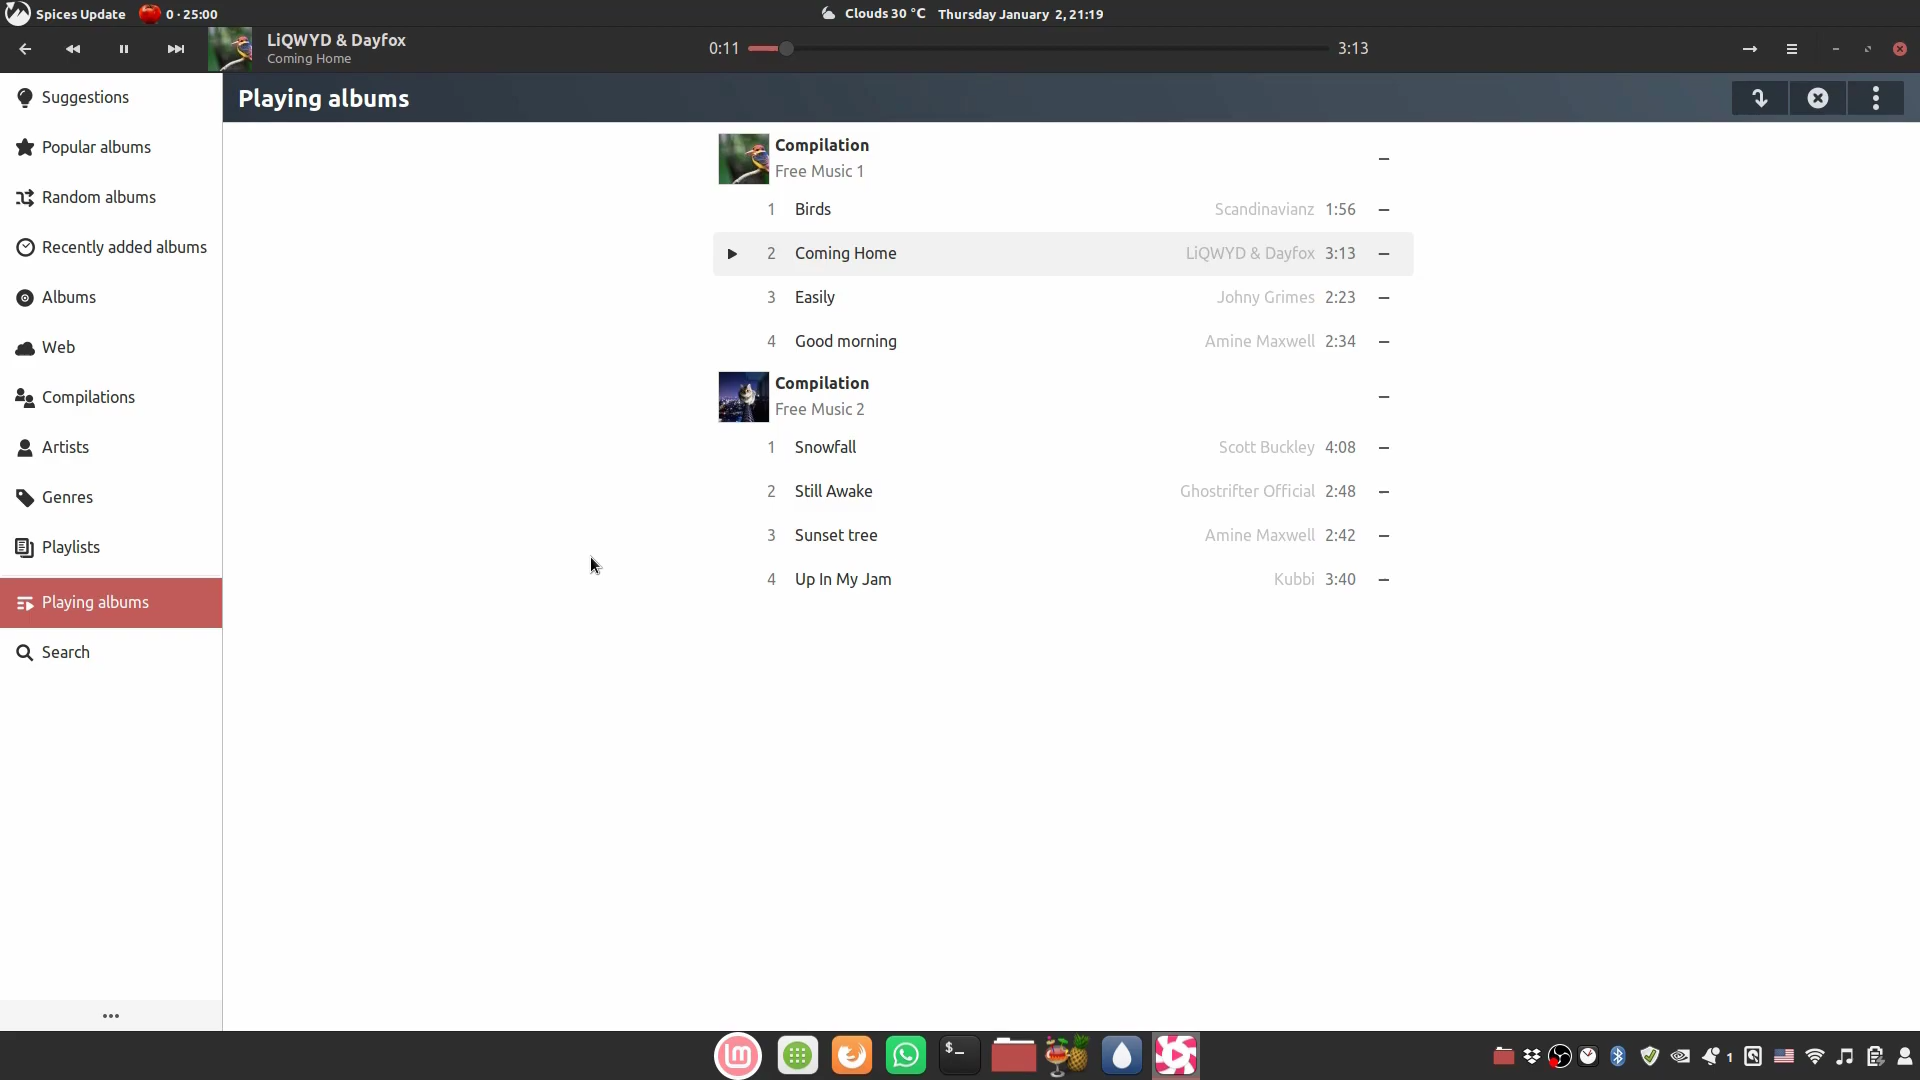 Spices Update 0 · 25:00 Clouds 30 °C Thursday January 2, 21:19
LiQWYD & Dayfox
Coming Home
0:11 3:13
Suggestions
Popular albums
Random albums
Recently added albums
Albums
Web
Compilations
Artists
Genres
Playlists
Playing albums
Search
...
Playing albums
Compilation
Free Music 1
1 Birds Scandinavianz 1:56
2 Coming Home LiQWYD & Dayfox 3:13
3 Easily Johny Grimes 2:23
4 Good morning Amine Maxwell 2:34
Compilation
Free Music 2
1 Snowfall Scott Buckley 4:08
2 Still Awake Ghostrifter Official 2:48
3 Sunset tree Amine Maxwell 2:42
4 Up In My Jam Kubbi 3:40
lm $_ 1